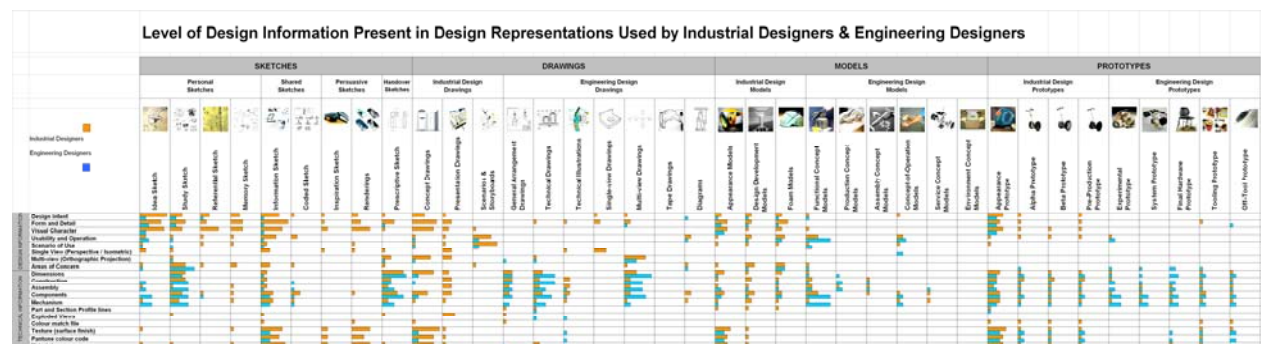 Level of Design Information Present in Design Representations Used by Industrial Designers & Engineering Designers
SKETCHES
DRAWINGS
MODELS
PROTOTYPES
Personal
Sketches
Shared
Sketches
Persuasive
Sketches
Handover
Sketches
Industrial Design
Drawings
Engineering Design
Drawings
Industrial Design
Models
Engineering Design
Models
Industrial Design
Prototypes
Engineering Design
Prototypes
Industrial Designers
Engineering Designers
Idea Sketch
Study Sketch
Referential Sketch
Memory Sketch
Information Sketch
Coded Sketch
Inspiration Sketch
Renderings
Prescriptive Sketch
Concept Drawings
Presentation Drawings
Scenarios &
Storyboards
General Arrangement
Drawings
Technical Drawings
Technical Illustrations
Single-view Drawings
Multi-view Drawings
Tape Drawings
Diagrams
Appearance Models
Design Development
Models
Foam Models
Functional Concept
Models
Production Concept
Models
Assembly Concept
Models
Concept-of-Operation
Models
Service Concept
Models
Environment Concept
Models
Appearance
Prototype
Alpha Prototype
Beta Prototype
Pre-Production
Prototype
Experimental
Prototype
System Prototype
Final Hardware
Prototype
Tooling Prototype
Off-Tool Prototype
DESIGN INFORMATION
Design Intent
Form and Detail
Visual Character
Usability and Operation
Scenario of Use
Single View (Perspective / Isometric)
Multi-view (Orthographic Projection)
Areas of Concern
TECHNICAL INFORMATION
Dimensions
Construction
Assembly
Components
Mechanism
Part and Section Profile lines
Exploded Views
Colour match file
Texture (surface finish)
Pantone colour code